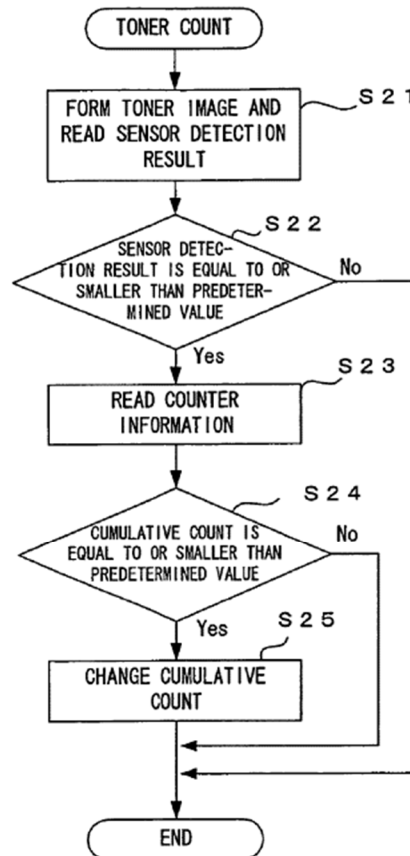 TONER COUNT
S21
FORM TONER IMAGE AND
READ SENSOR DETECTION
RESULT
S22
SENSOR DETEC-
TION RESULT IS EQUAL TO OR
SMALLER THAN PREDETER-
MINED VALUE
No
Yes
S23
READ COUNTER
INFORMATION
S24
CUMULATIVE COUNT IS
EQUAL TO OR SMALLER THAN
PREDETERMINED VALUE
No
Yes
S25
CHANGE CUMULATIVE
COUNT
END